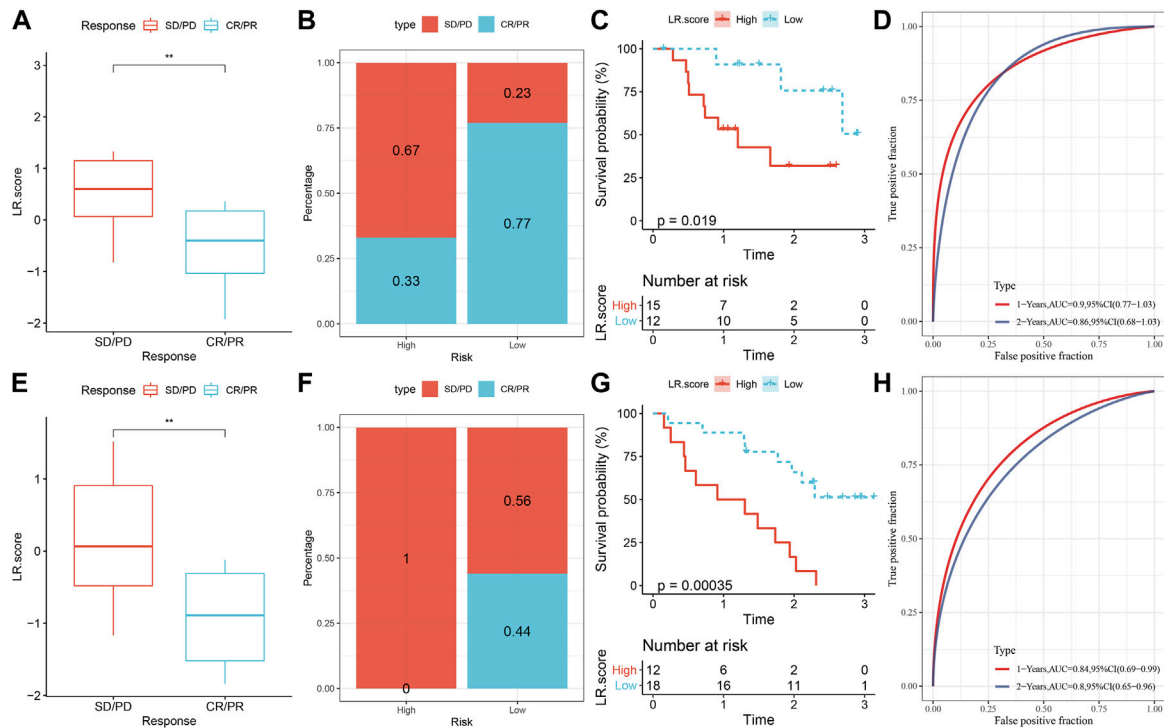 A
Response SD/PD CR/PR
**
3
2
1
0
−1
−2
LR.score
SD/PD CR/PR
Response
B
type SD/PD CR/PR
1.00
0.75
0.50
0.25
0.00
Percentage
0.67
0.33
0.23
0.77
High Low
Risk
C
LR.score High Low
100
75
50
25
0
Survival probability (%)
p = 0.019
0 1 2 3
Time
Number at risk
LR.score
High 15 7 2 0
Low 12 10 5 0
0 1 2 3
Time
D
1.00
0.75
0.50
0.25
0.00
True positive fraction
Type
1−Years,AUC=0.9,95%CI(0.77−1.03)
2−Years,AUC=0.86,95%CI(0.68−1.03)
0.00 0.25 0.50 0.75 1.00
False positive fraction
E
Response SD/PD CR/PR
**
1
0
−1
−2
LR.score
SD/PD CR/PR
Response
F
type SD/PD CR/PR
1.00
0.75
0.50
0.25
0.00
Percentage
1
0
0.56
0.44
High Low
Risk
G
LR.score High Low
100
75
50
25
0
Survival probability (%)
p = 0.00035
0 1 2 3
Time
Number at risk
LR.score
High 12 6 2 0
Low 18 16 11 1
0 1 2 3
Time
H
1.00
0.75
0.50
0.25
0.00
True positive fraction
Type
1−Years,AUC=0.84,95%CI(0.69−0.99)
2−Years,AUC=0.8,95%CI(0.65−0.96)
0.00 0.25 0.50 0.75 1.00
False positive fraction